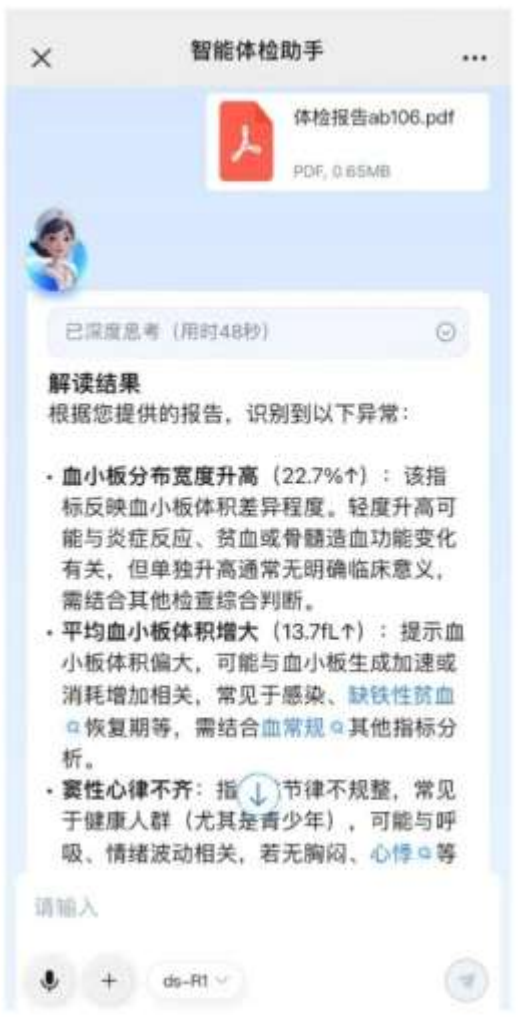 智能体检助手
体检报告ab106.pdf
PDF, 0.65MB
已深度思考（用时48秒）
解读结果
根据您提供的报告，识别到以下异常：
· 血小板分布宽度升高（22.7%↑）：该指
标反映血小板体积差异程度。轻度升高可
能与炎症反应、贫血或骨髓造血功能变化
有关，但单独升高通常无明确临床意义，
需结合其他检查综合判断。
· 平均血小板体积增大（13.7fL↑）：提示血
小板体积偏大，可能与血小板生成加速或
消耗增加相关，常见于感染、缺铁性贫血
恢复期等，需结合血常规其他指标分
析。
· 窦性心律不齐：指节律不规整，常见
于健康人群（尤其是青少年），可能与呼
吸、情绪波动相关，若无胸闷、心悸等
请输入
ds-R1